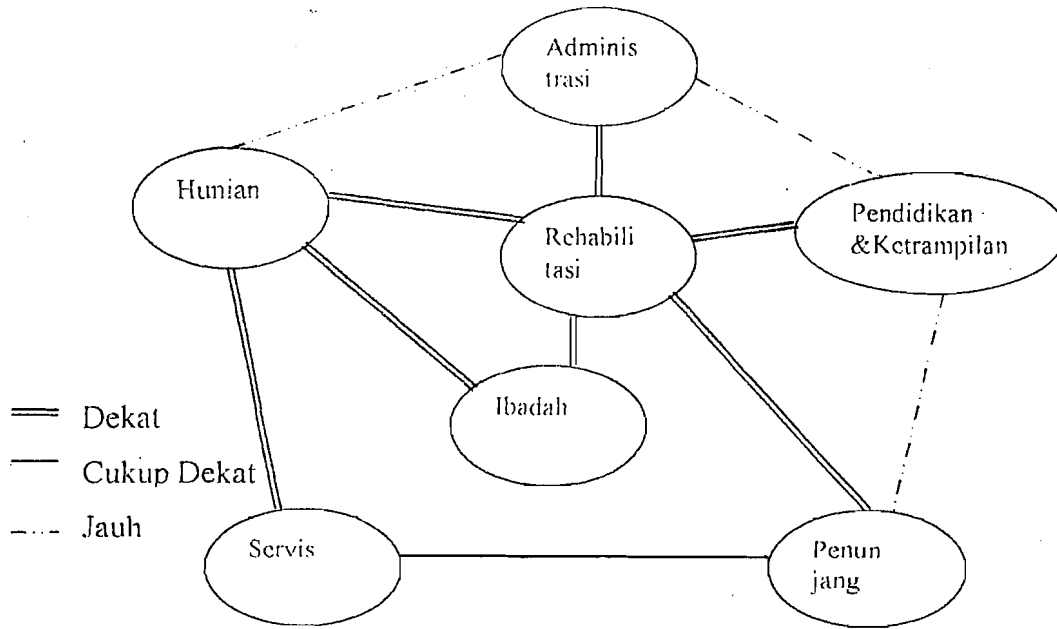 Adminis
trasi
Hunian
Rehabili
tasi
Pendidikan
&Ketrampilan
Ibadah
Dekat
Cukup Dekat
Jauh
Servis
Penun
jang